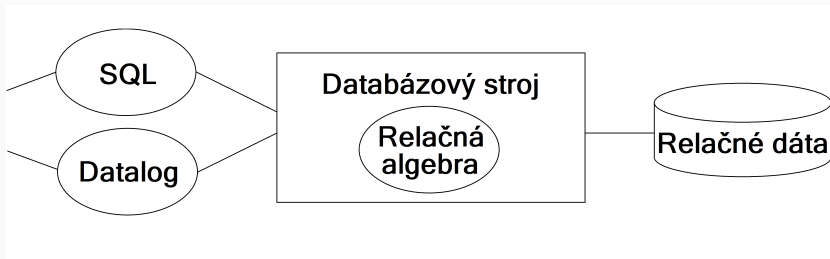 SQL
Datalog
Databázový stroj
Relačná
algebra
Relačné dáta